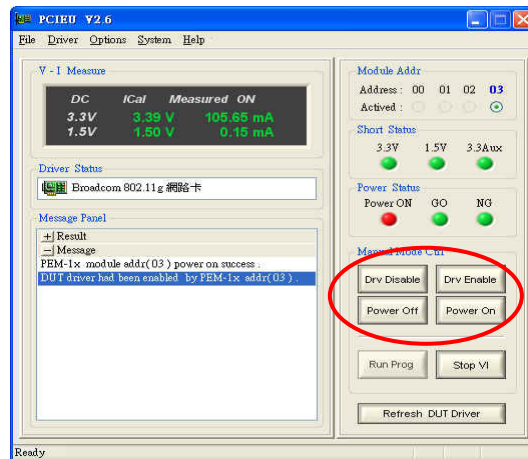 PCIEU V2.6
File Driver Options System Help
V - I Measure
DC ICal Measured ON
3.3V 3.39 V 105.65 mA
1.5V 1.50 V 0.15 mA
Driver Status
Broadcom 802.11g 網路卡
Message Panel
Result
Message
PEM-1x module addr( 03 ) power on success .
DUT driver had been enabled by PEM-1x addr( 03 ) .
Module Addr
Address : 00 01 02 03
Actived :
Short Status
3.3V 1.5V 3.3Aux
Power Status
Power ON GO NG
Manual Mode Ctrl
Drv Disable Drv Enable
Power Off Power On
Run Prog Stop VI
Refresh DUT Driver
Ready